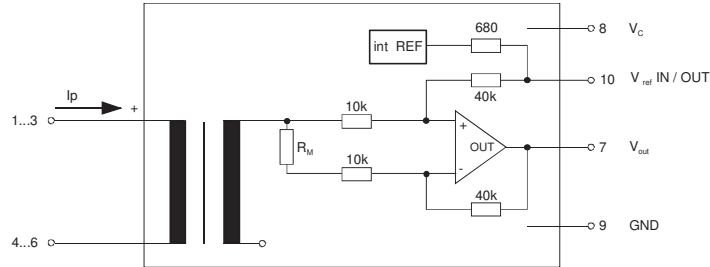 680
8 V_C
int REF
10 V_ref IN / OUT
40k
Ip
+
10k
1...3
+
OUT
R_M
7 V_out
10k
-
40k
9 GND
4...6